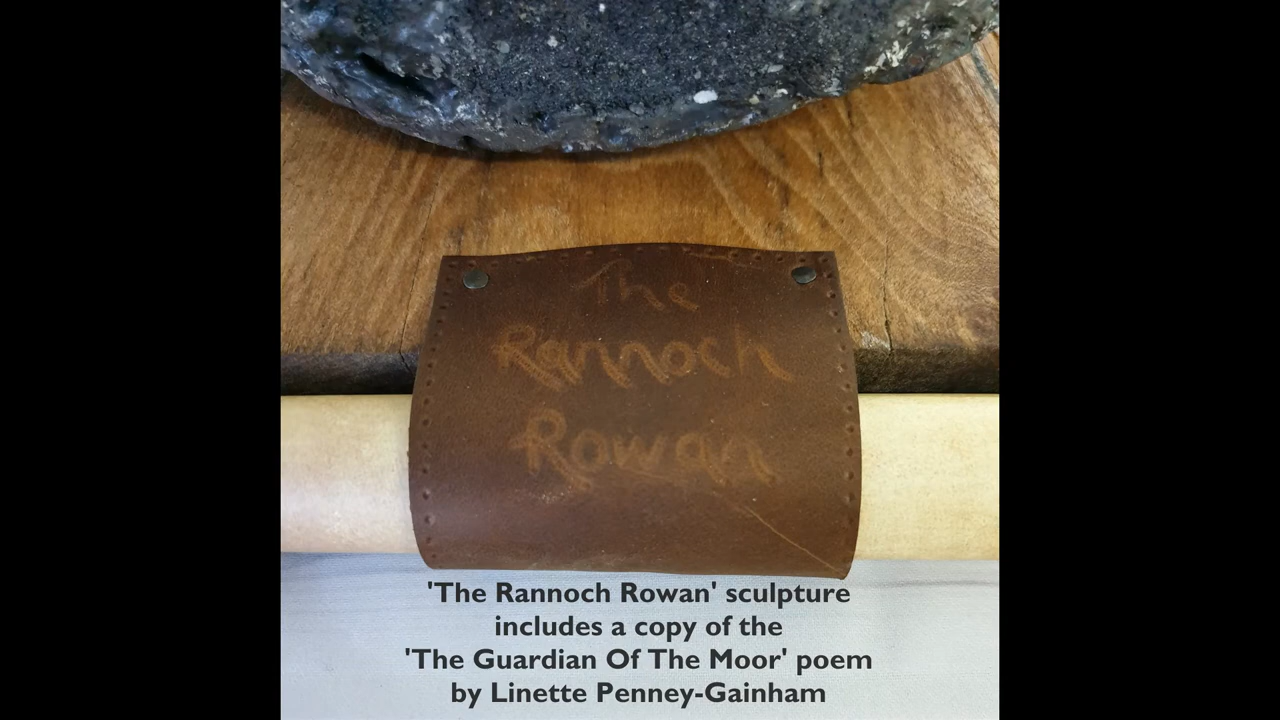 The
Rannoch
Rowan
'The Rannoch Rowan' sculpture
includes a copy of the
'The Guardian Of The Moor' poem
by Linette Penney-Gainham